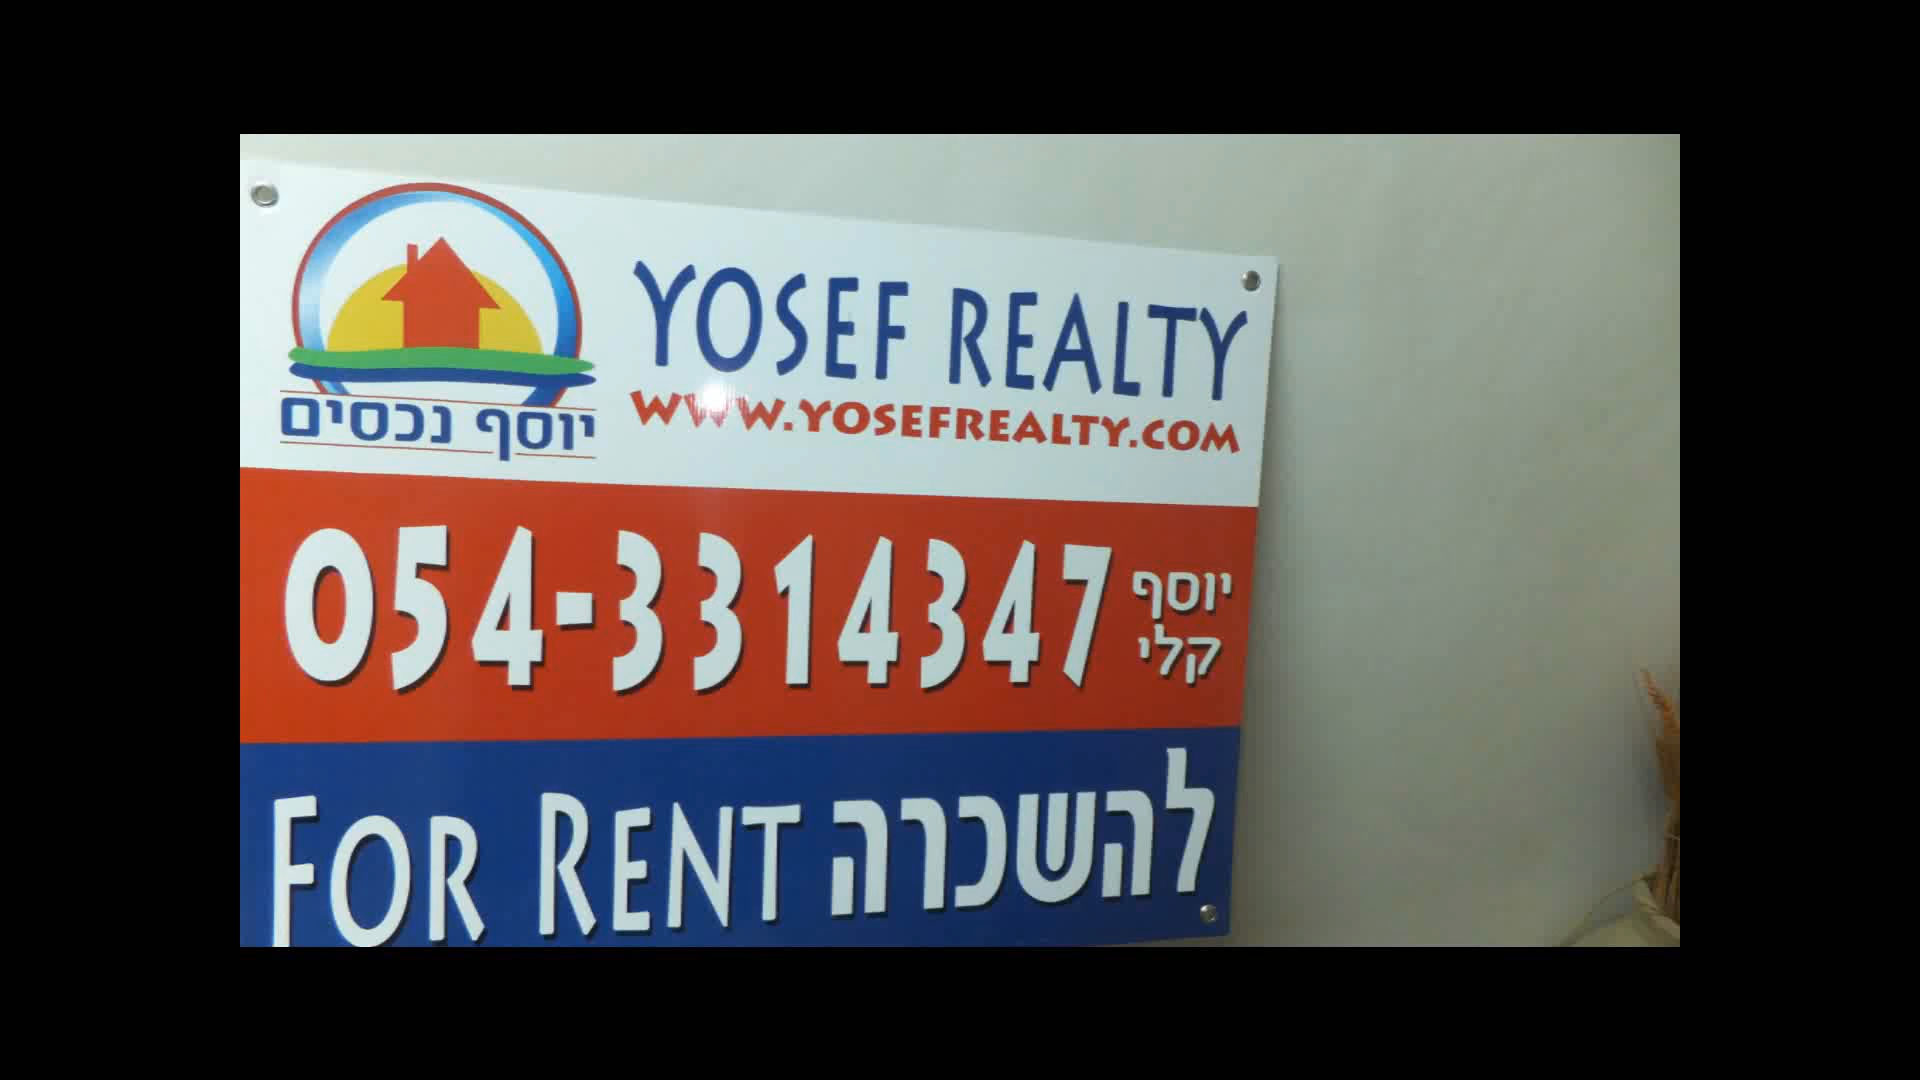 YOSEF REALTY
WWW.YOSEFREALTY.COM
יוסף נכסים
054-3314347
יוסף
קלי
FOR RENT להשכרה